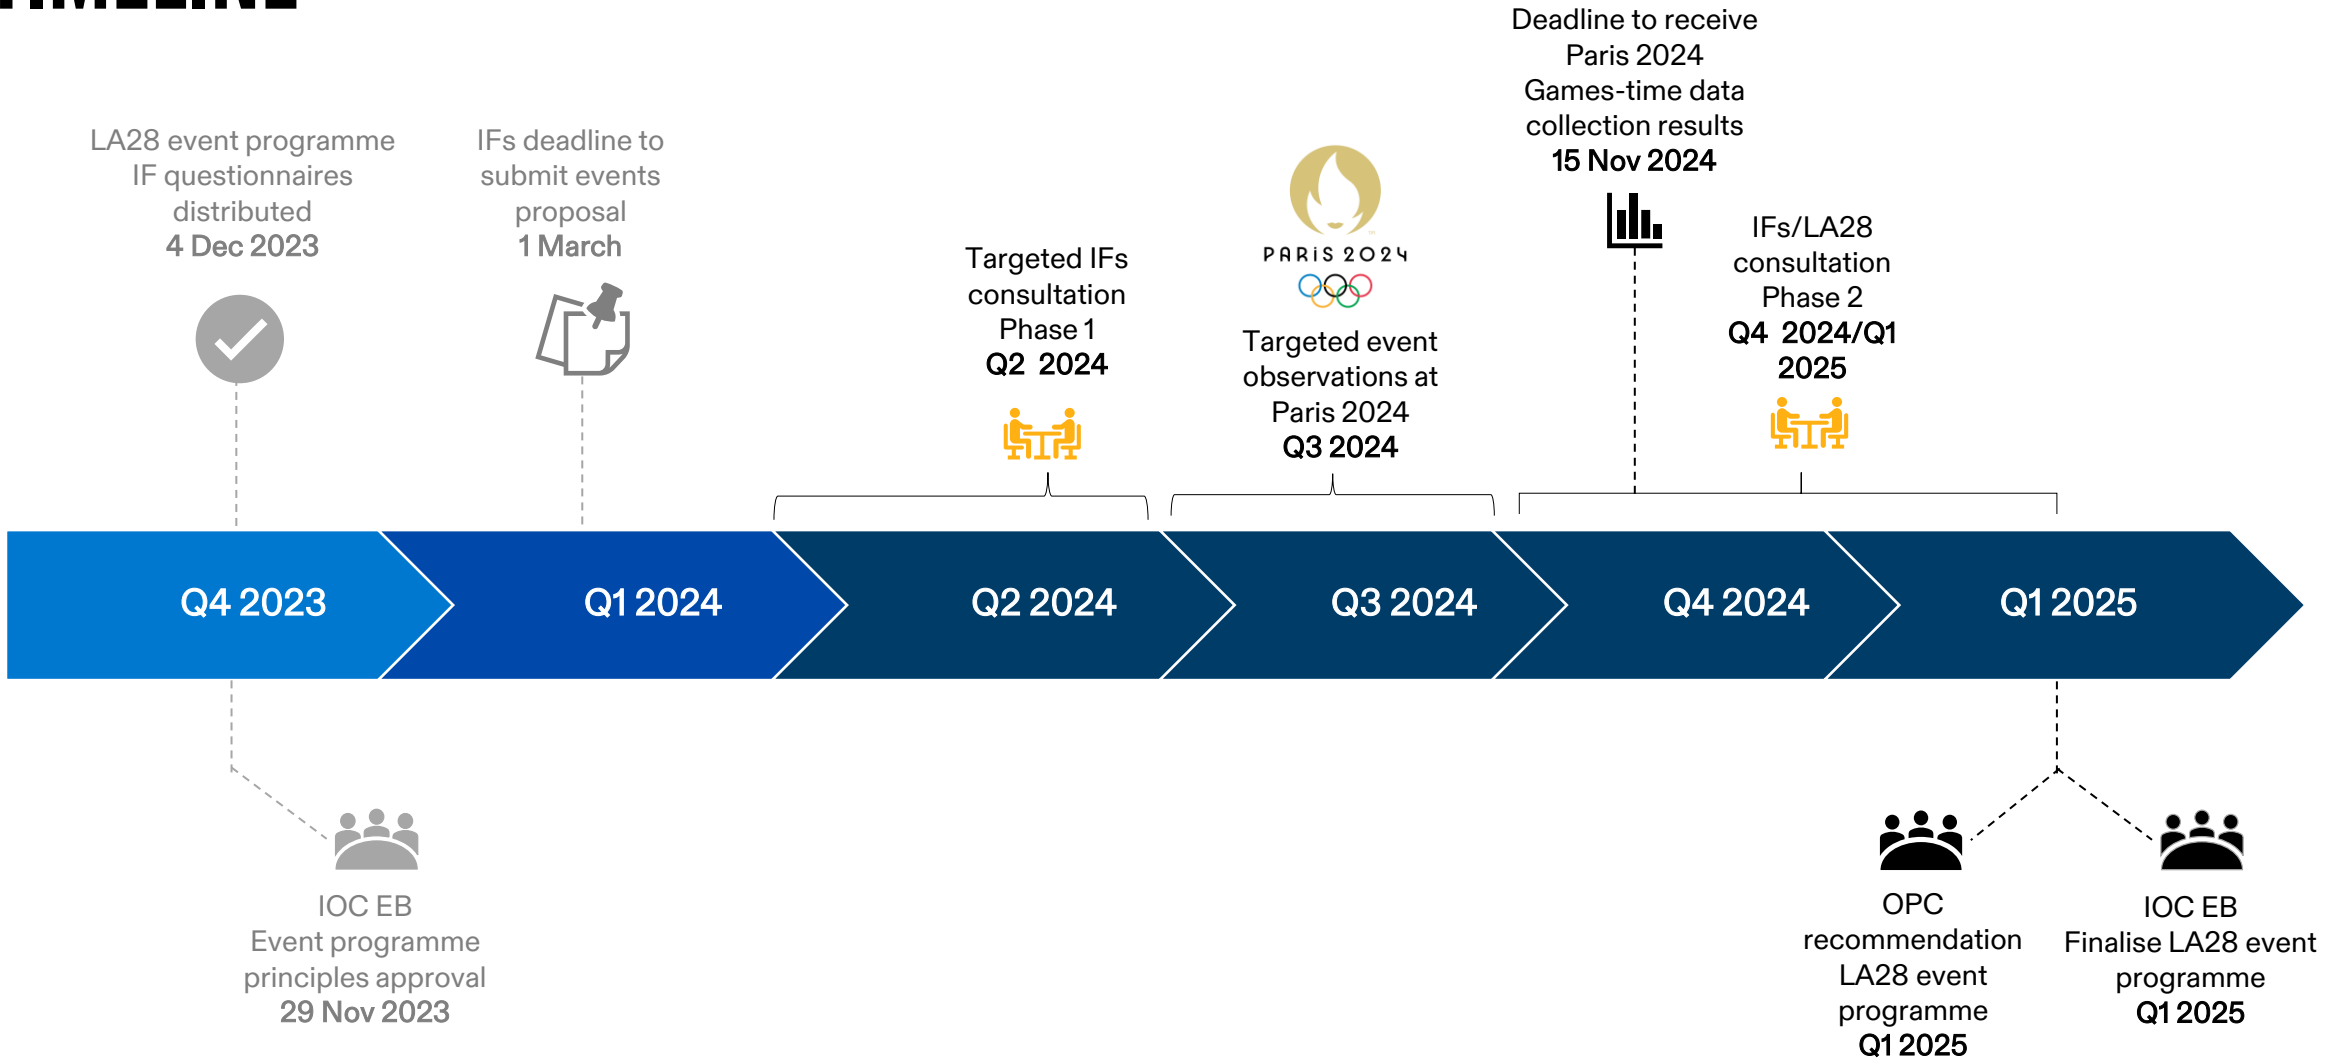 TIMELINE
LA28 event programme
IF questionnaires
distributed
4 Dec 2023
IFs deadline to
submit events
proposal
1 March
Targeted IFs
consultation
Phase 1
Q2 2024
PARiS 2024
Targeted event
observations at
Paris 2024
Q3 2024
Deadline to receive
Paris 2024
Games-time data
collection results
15 Nov 2024
IFs/LA28
consultation
Phase 2
Q4 2024/Q1
2025
Q4 2023
Q1 2024
Q2 2024
Q3 2024
Q4 2024
Q1 2025
IOC EB
Event programme
principles approval
29 Nov 2023
OPC
recommendation
LA28 event
programme
Q1 2025
IOC EB
Finalise LA28 event
programme
Q1 2025